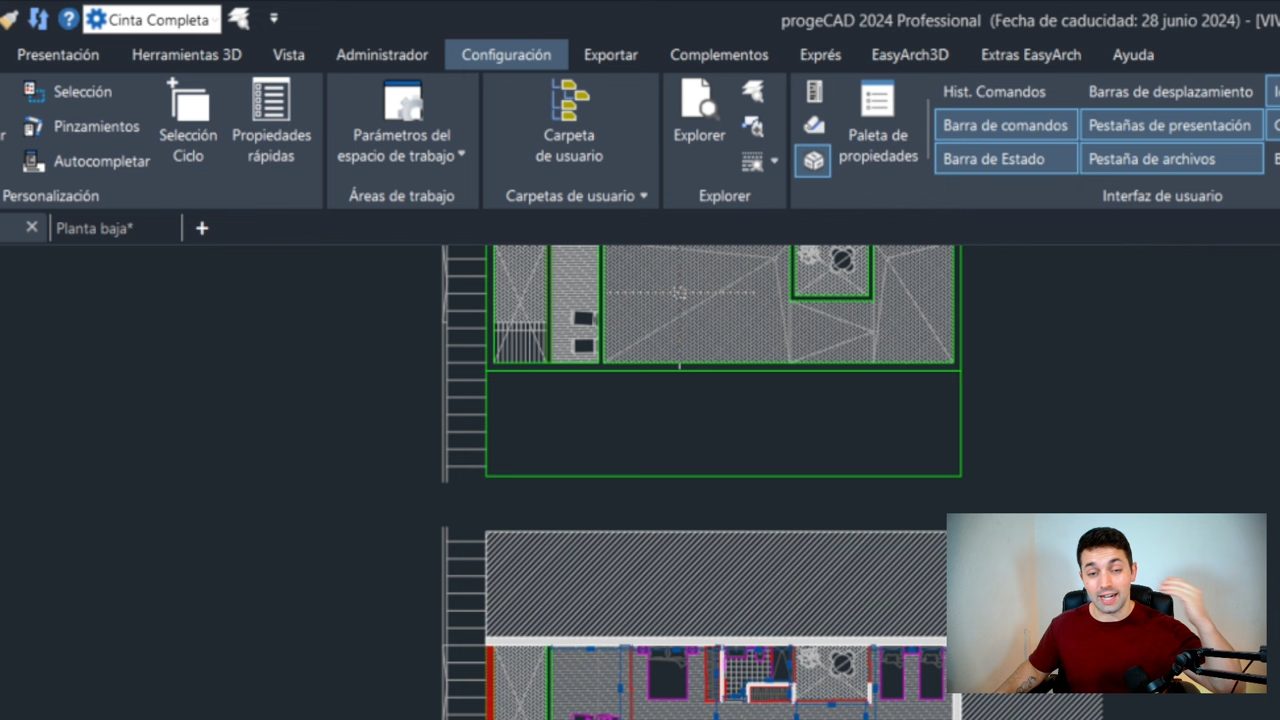 Cinta Completa
progeCAD 2024 Professional (Fecha de caducidad: 28 junio 2024) - [VIV
Presentación Herramientas 3D Vista Administrador Configuración Exportar Complementos Exprés EasyArch3D Extras EasyArch Ayuda
Selección
Pinzamientos
Autocompletar
Selección
Ciclo
Propiedades
rápidas
Personalización
Parámetros del
espacio de trabajo
Áreas de trabajo
Carpeta
de usuario
Carpetas de usuario
Explorer
Explorer
Paleta de
propiedades
Hist. Comandos Barras de desplazamiento
Barra de comandos Pestañas de presentación
Barra de Estado Pestaña de archivos
Interfaz de usuario
Planta baja*